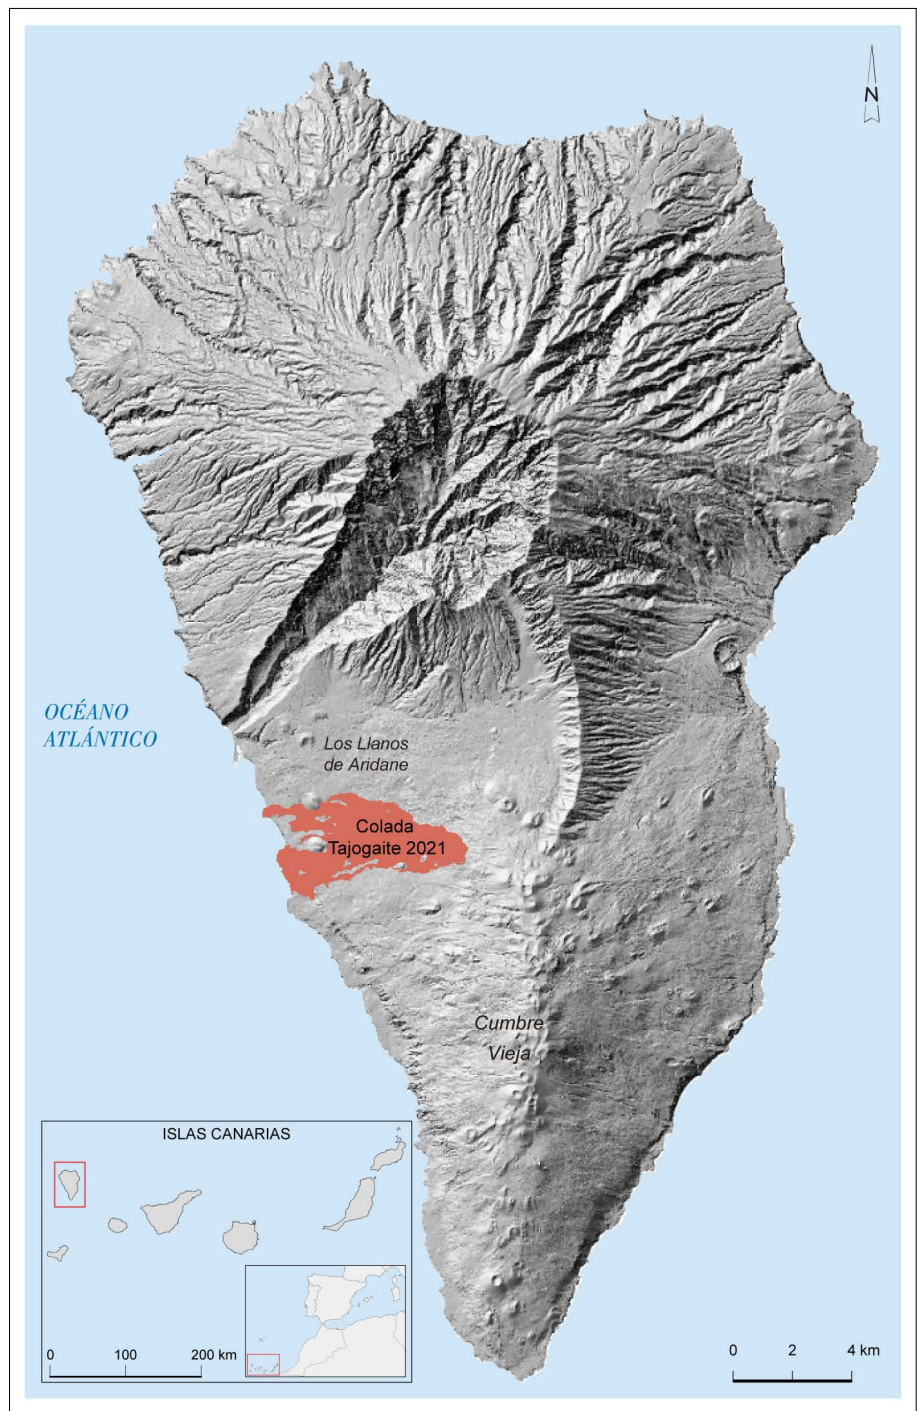 N
OCÉANO
ATLÁNTICO
Los Llanos
de Aridane
Colada
Tajogaite 2021
Cumbre
Vieja
ISLAS CANARIAS
0 100 200 km
0 2 4 km